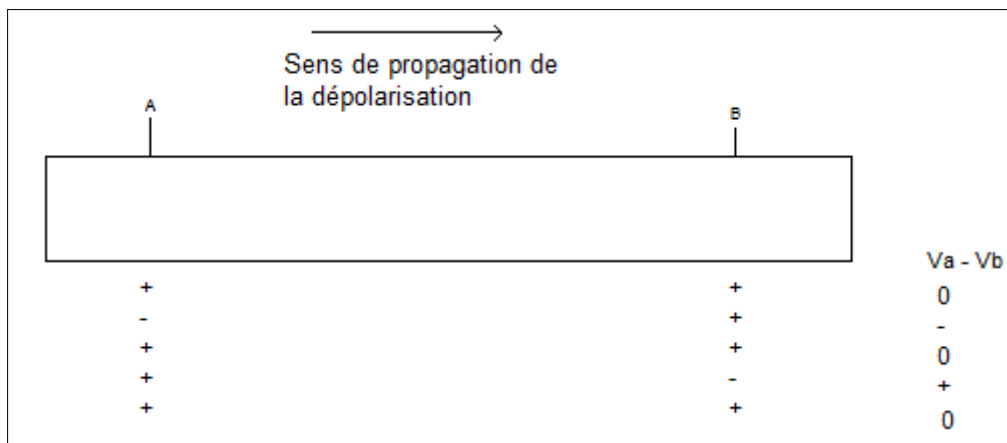 Sens de propagation de
la dépolarisation
A
B
Va - Vb
+ + 0
- + -
+ + 0
+ - +
+ + 0